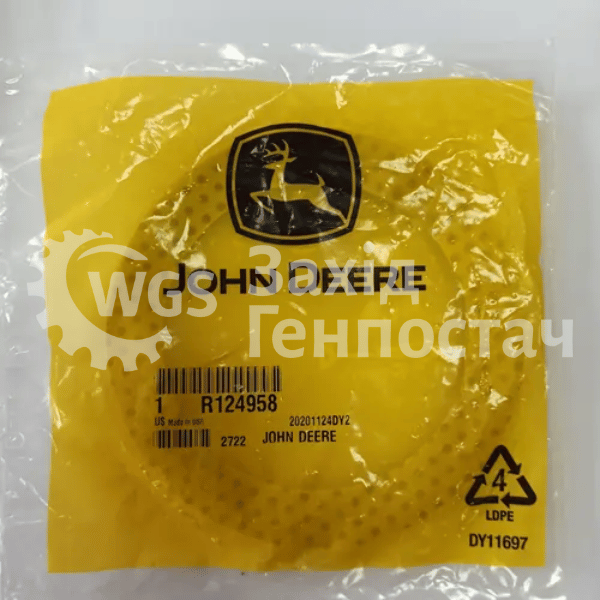 JOHN DEERE
WGS Захід
Генпостач
1 R124958
US Made in USA 20201124DY2
2722 JOHN DEERE
4
LDPE
DY11697